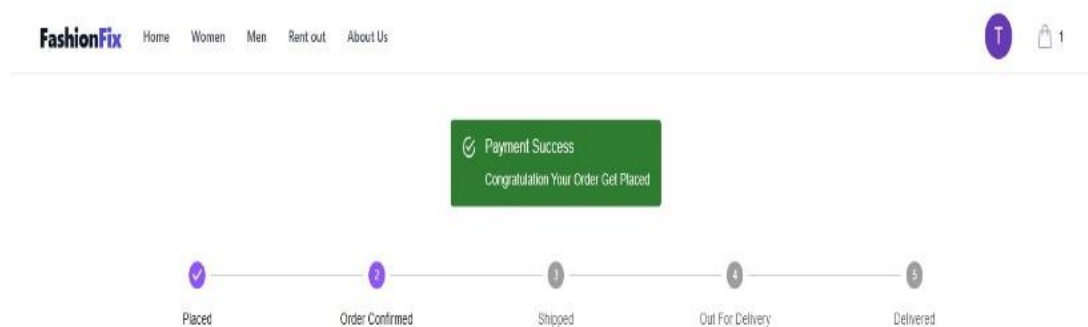 FashionFix Home Women Men Rent out About Us T 1
Payment Success
Congratulation Your Order Get Placed
2 3 4 5
Placed Order Confirmed Shipped Out For Delivery Delivered